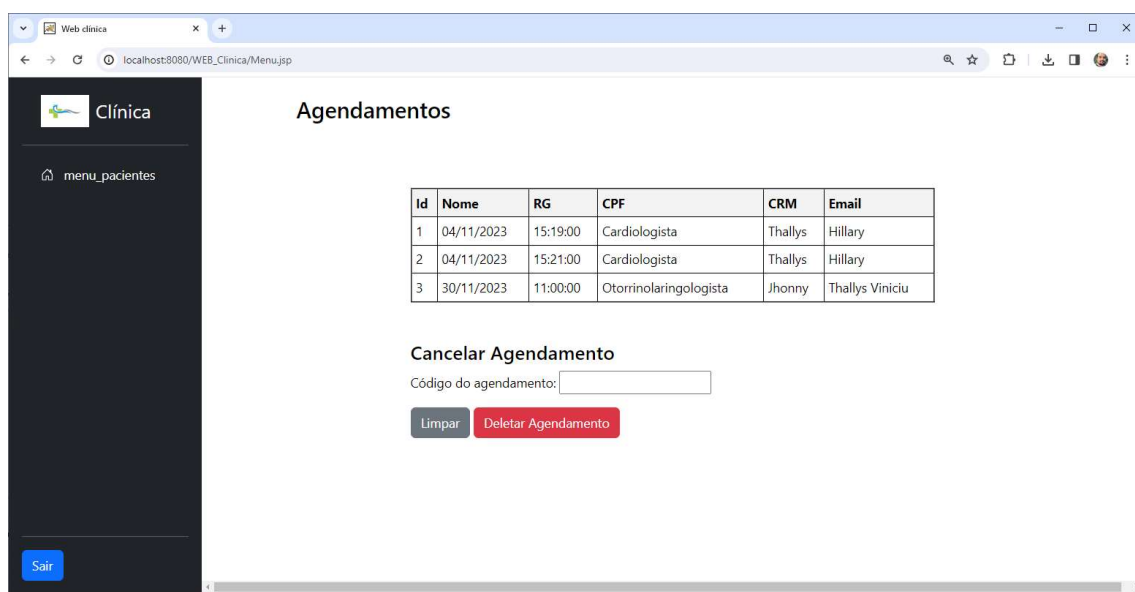 Web clínica
localhost:8080/WEB_Clinica/Menu.jsp
Clínica
Agendamentos
menu_pacientes
Id Nome RG CPF CRM Email
1 04/11/2023 15:19:00 Cardiologista Thallys Hillary
2 04/11/2023 15:21:00 Cardiologista Thallys Hillary
3 30/11/2023 11:00:00 Otorrinolaringologista Jhonny Thallys Viniciu
Cancelar Agendamento
Código do agendamento:
Limpar Deletar Agendamento
Sair